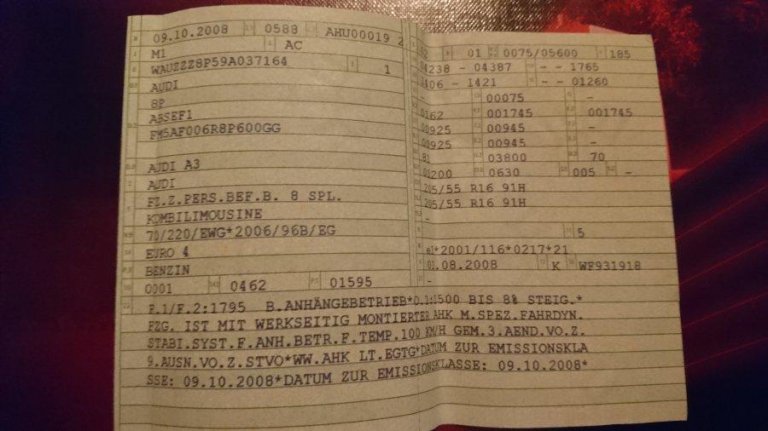 09.10.2008 0588 AHU00019 2
M1 AC
WAUZZZ8P59A037164 1
AUDI
8P
ABSEF1
FM5AF006R8P600GG
AUDI A3
AUDI
FZ.Z.PERS.BEF.B. 8 SPL.
KOMBILIMOUSINE
70/220/EWG*2006/96B/EG
EURO 4
BENZIN
0001 0462 01595
01 0075/05600 185
04238 - 04387 - - 1765
1406 - 1421 - - 01260
00075 -
0162 001745 001745
00925 00945 -
00925 00945 -
81 03800 70
01200 0630 005 -
205/55 R16 91H
205/55 R16 91H
-
5
e1*2001/116*0217*21
01.08.2008 K WF931918
-
F.1/F.2:1795 B.ANHÄNGEBETRIEB*O.1:1500 BIS 8% STEIG.*
FZG. IST MIT WERKSEITIG MONTIERTER AHK M.SPEZ.FAHRDYN.
STABI.SYST.F.ANH.BETR.F.TEMP.100 KM/H GEM.3.AEND.VO.Z.
9.AUSN.VO.Z.STVO*WW.AHK LT.EGTG*DATUM ZUR EMISSIONSKLA
SSE: 09.10.2008*DATUM ZUR EMISSIONSKLASSE: 09.10.2008*